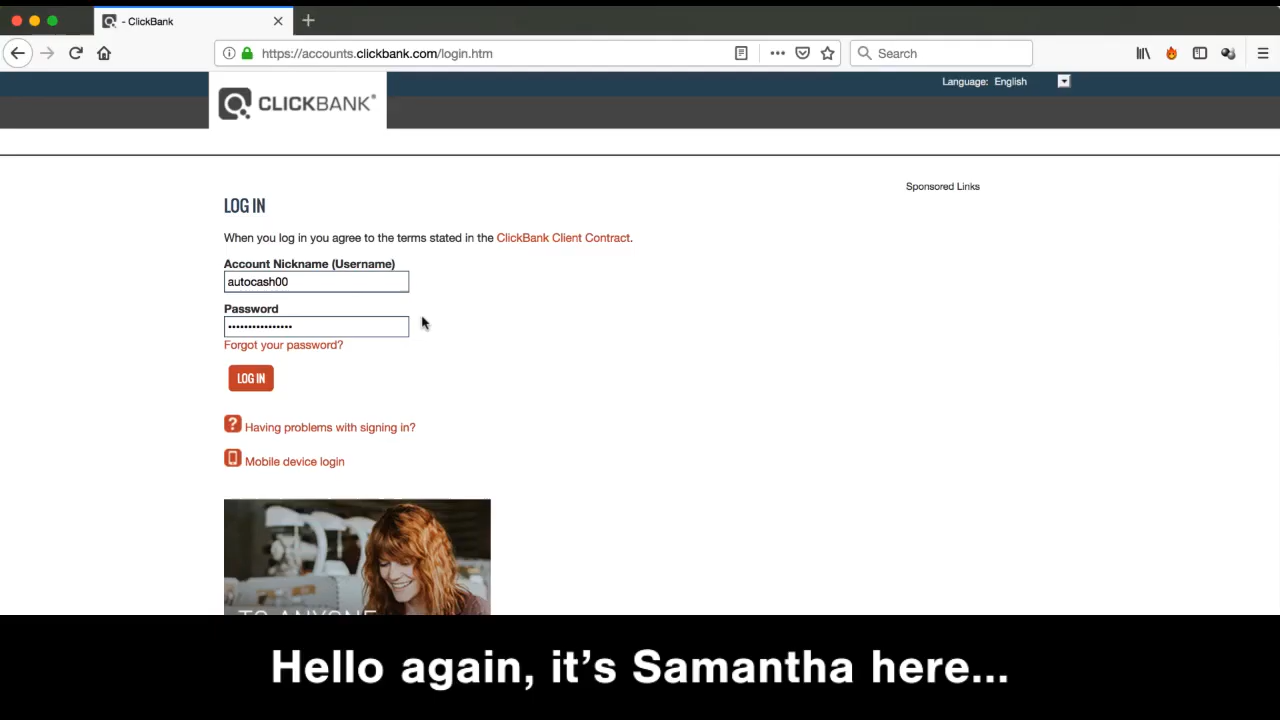 - ClickBank
https://accounts.clickbank.com/login.htm
Search
Language: English
CLICKBANK®
Sponsored Links
LOG IN
When you log in you agree to the terms stated in the ClickBank Client Contract.
Account Nickname (Username)
autocash00
Password
••••••••••••••••
Forgot your password?
LOG IN
? Having problems with signing in?
Mobile device login
TO ANYONE
Hello again, it's Samantha here...